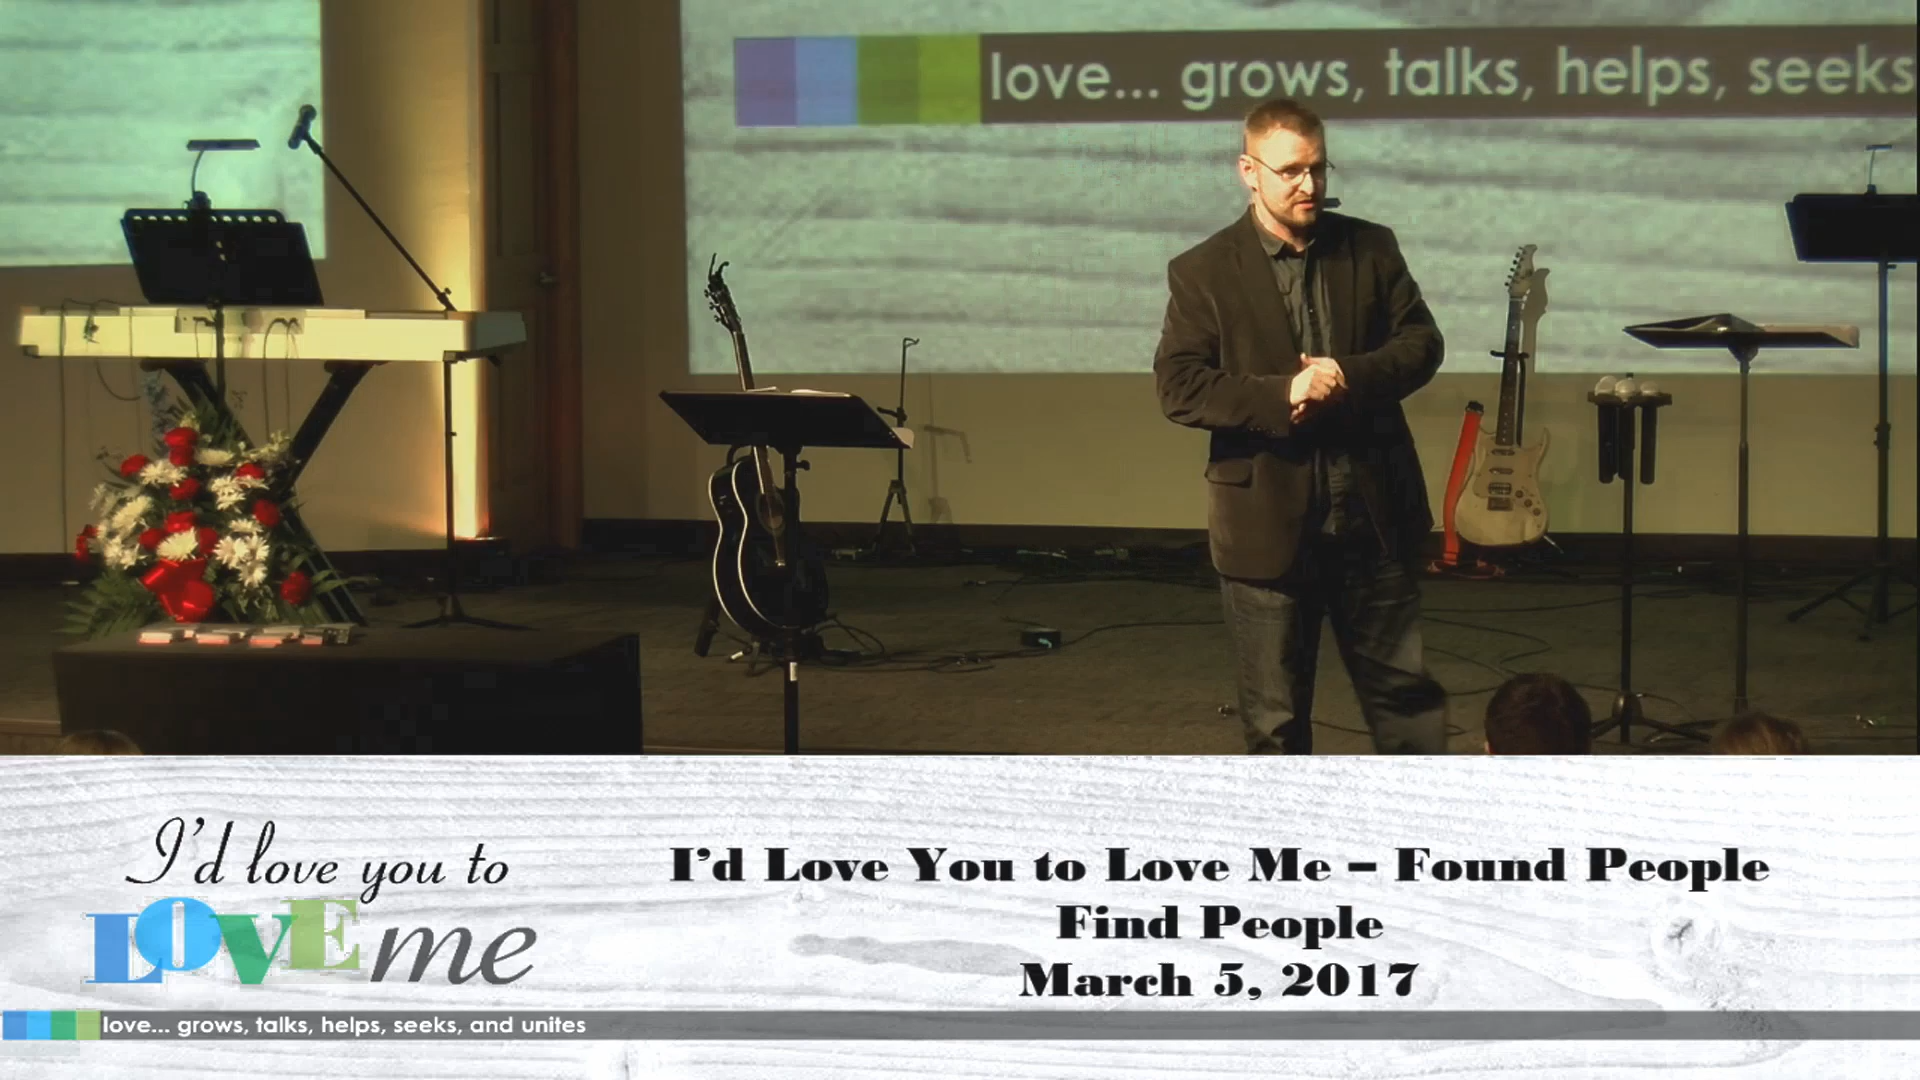 love... grows, talks, helps, seeks
I'd love you to
LOVE me
I'd Love You to Love Me – Found People
Find People
March 5, 2017
love... grows, talks, helps, seeks, and unites